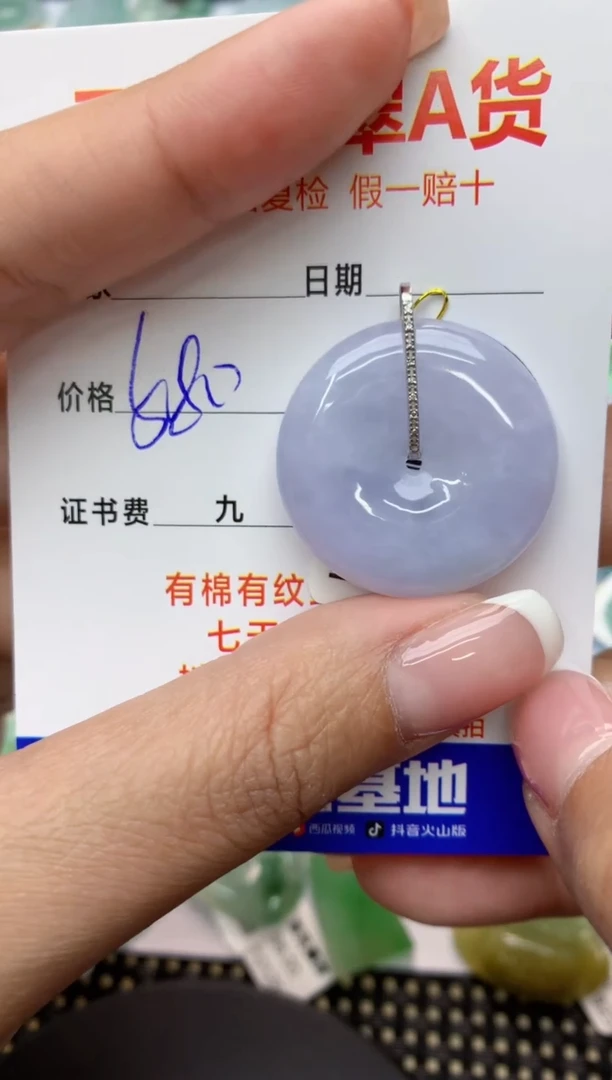 翠A货
复检 假一赔十
日期
价格 680
证书费 九
有棉有纹
七天
拍
基地
西瓜视频 抖音火山版